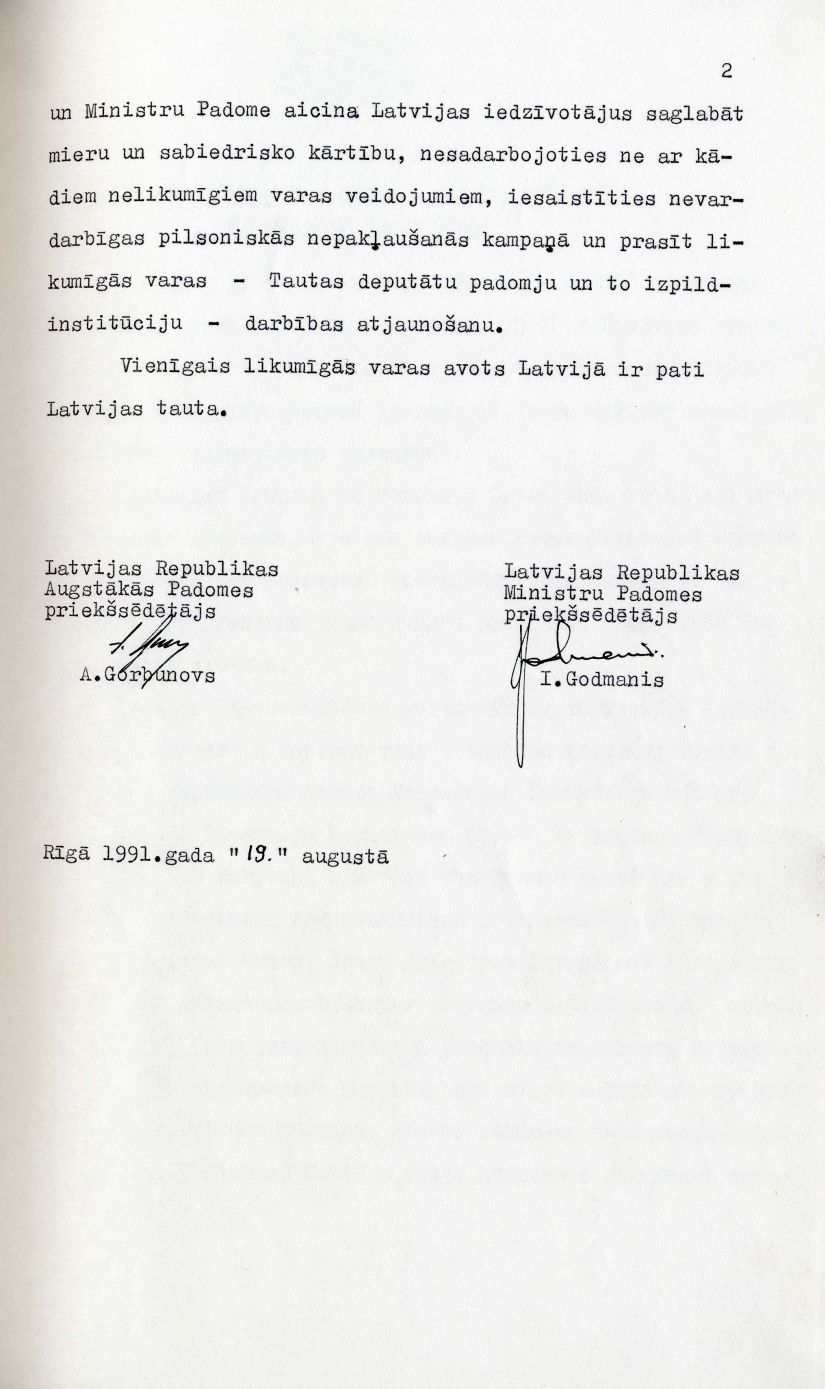 2
un Ministru Padome aicina Latvijas iedzīvotājus saglabāt
mieru un sabiedrisko kārtību, nesadarbojoties ne ar kā-
diem nelikumīgiem varas veidojumiem, iesaistīties nevar-
darbīgas pilsoniskās nepakļaušanās kampaņā un prasīt li-
kumīgās varas - Tautas deputātu padomju un to izpild-
institūciju - darbības atjaunošanu.
Vienīgais likumīgās varas avots Latvijā ir pati
Latvijas tauta.
Latvijas Republikas
Augstākās Padomes
priekšsēdētājs
A.Gorbunovs
Latvijas Republikas
Ministru Padomes
priekšsēdētājs
I.Godmanis
Rīgā 1991.gada "19." augustā